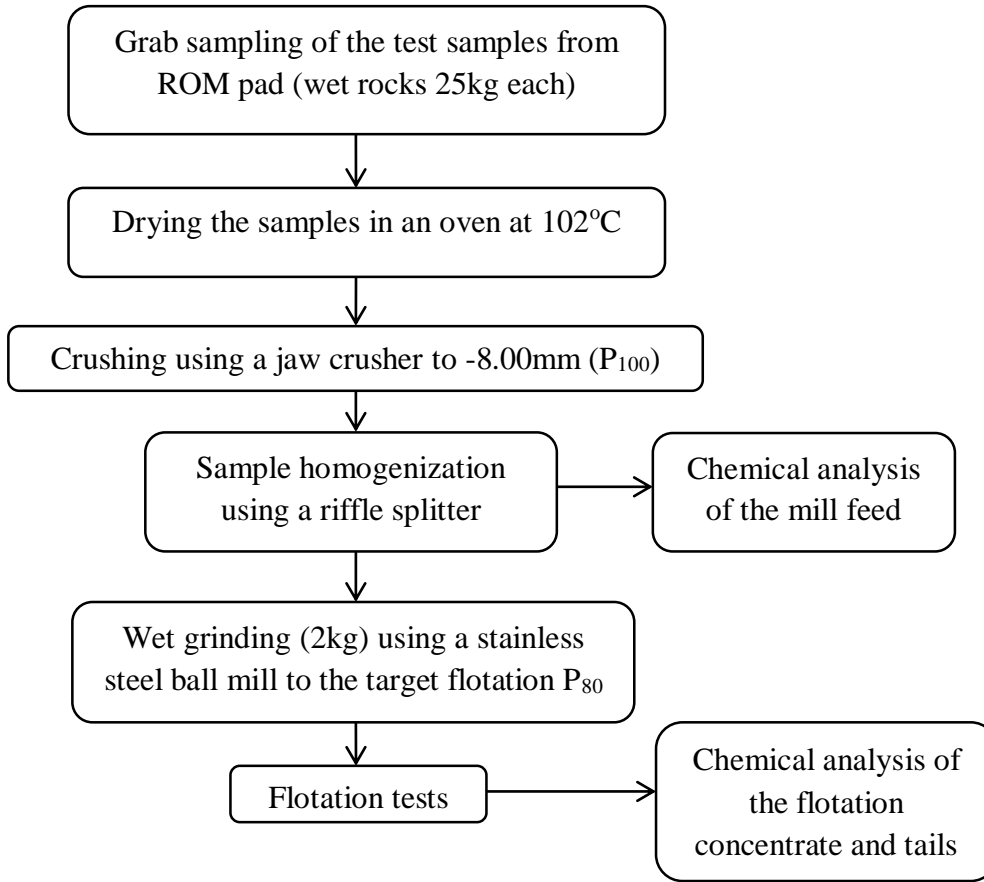 Grab sampling of the test samples from
ROM pad (wet rocks 25kg each)
Drying the samples in an oven at 102°C
Crushing using a jaw crusher to -8.00mm (P₁₀₀)
Sample homogenization
using a riffle splitter
Chemical analysis
of the mill feed
Wet grinding (2kg) using a stainless
steel ball mill to the target flotation P₈₀
Flotation tests
Chemical analysis of
the flotation
concentrate and tails